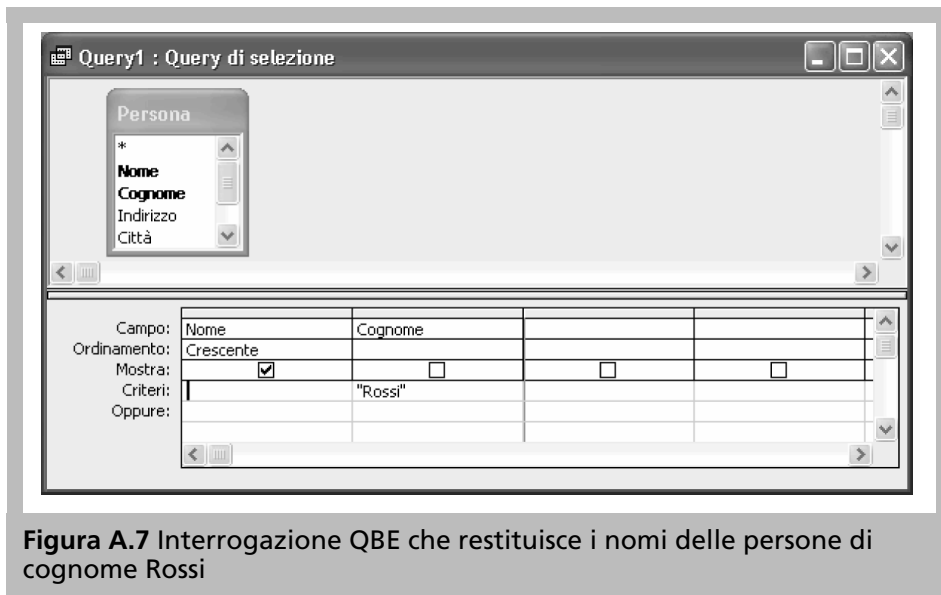 Query1 : Query di selezione
Persona
*
Nome
Cognome
Indirizzo
Città
Campo: Nome Cognome
Ordinamento: Crescente
Mostra:
Criteri: "Rossi"
Oppure:
Figura A.7 Interrogazione QBE che restituisce i nomi delle persone di
cognome Rossi